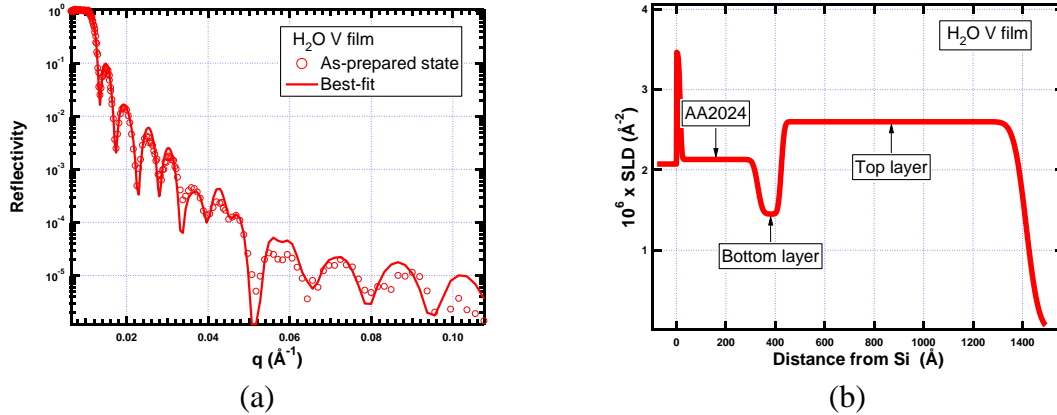 10⁰
10⁻¹
10⁻²
10⁻³
10⁻⁴
10⁻⁵
Reflectivity
H₂O V film
As-prepared state
Best-fit
0.02
0.04
0.06
0.08
0.10
q (Å⁻¹)
(a)
4
3
2
1
10⁶ x SLD (Å⁻²)
H₂O V film
AA2024
Top layer
Bottom layer
0
200
400
600
800
1000
1200
1400
Distance from Si (Å)
(b)